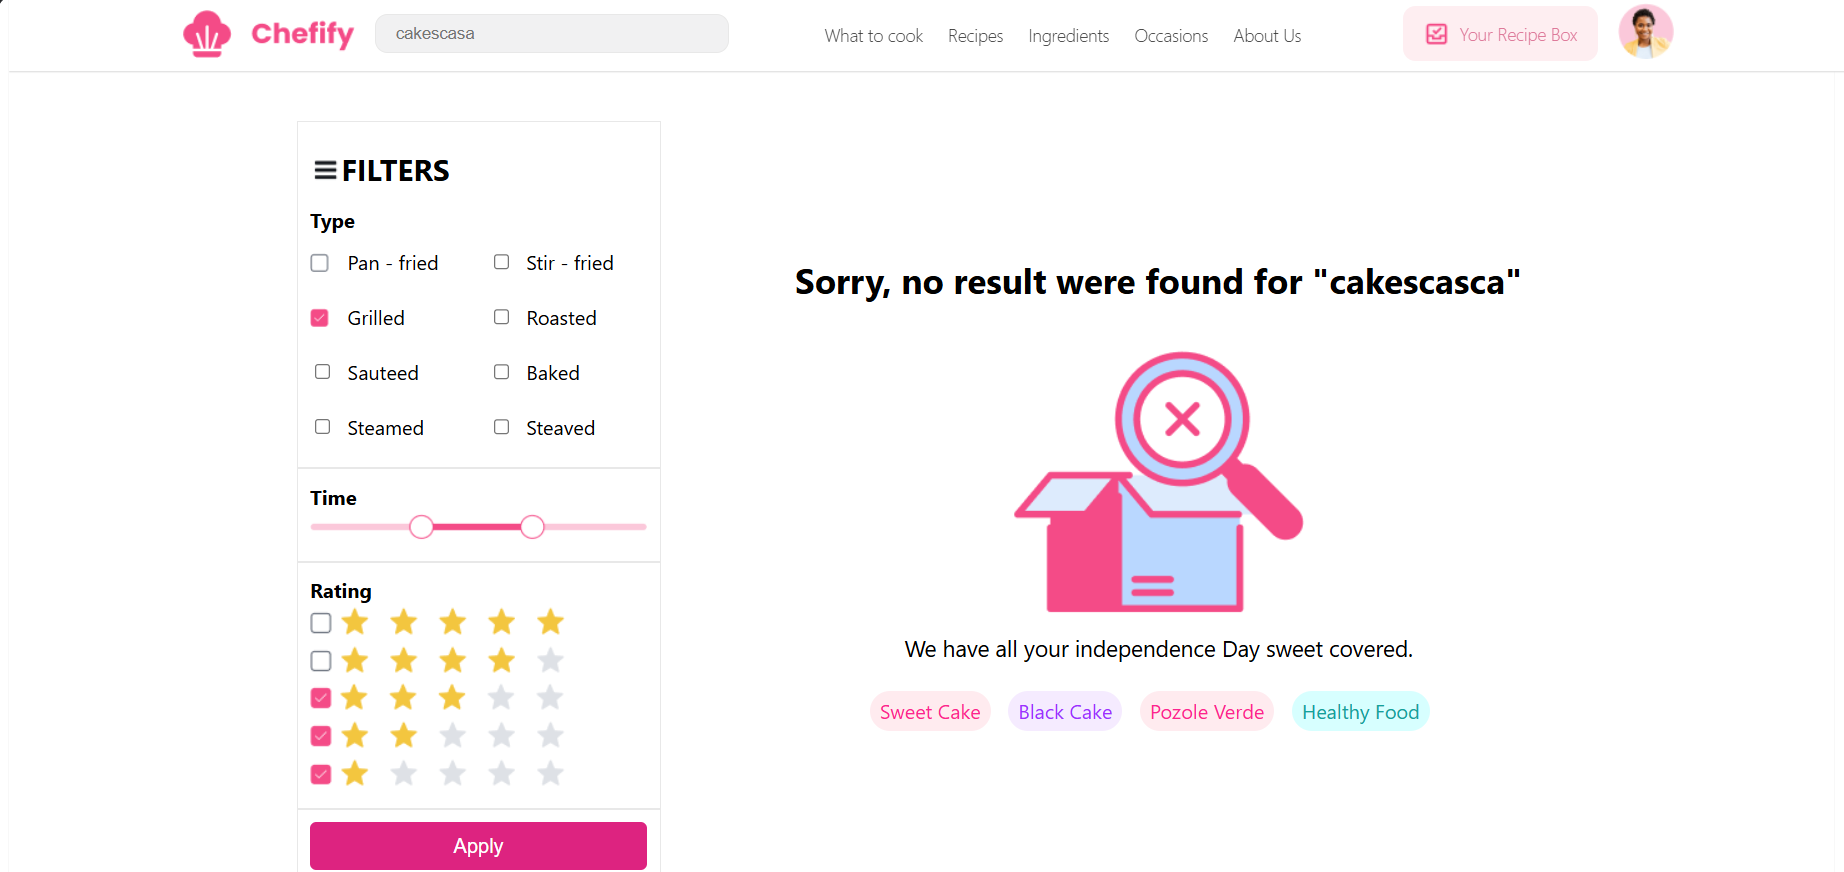 Chefify
cakescasa
What to cook
Recipes
Ingredients
Occasions
About Us
Your Recipe Box
FILTERS
Type
Pan - fried
Stir - fried
Grilled
Roasted
Sauteed
Baked
Steamed
Steaved
Time
Rating
Apply
Sorry, no result were found for "cakescasca"
We have all your independence Day sweet covered.
Sweet Cake
Black Cake
Pozole Verde
Healthy Food